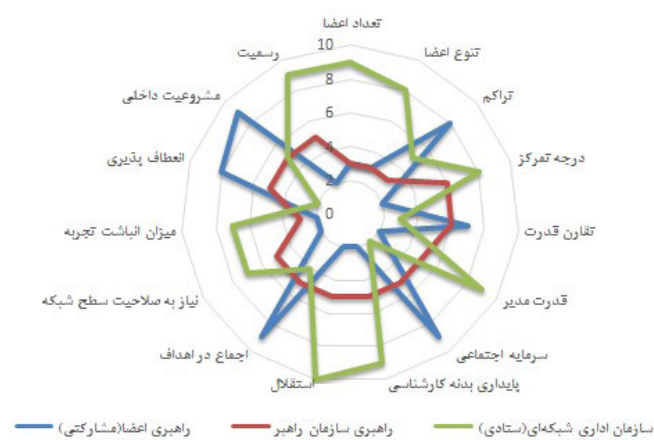 تعداد اعضا
تنوع اعضا
تراکم
درجه تمرکز
تقارن قدرت
قدرت مدیر
سرمایه اجتماعی
پایداری بدنه کارشناسی
استقلال
اجماع در اهداف
نیاز به صلاحیت سطح شبکه
میزان انباشت تجربه
انعطاف پذیری
مشروعیت داخلی
رسمیت
10
8
6
4
2
0
راهبری اعضا(مشارکتی)
راهبری سازمان راهبر
سازمان اداری شبکه‌ای(ستادی)